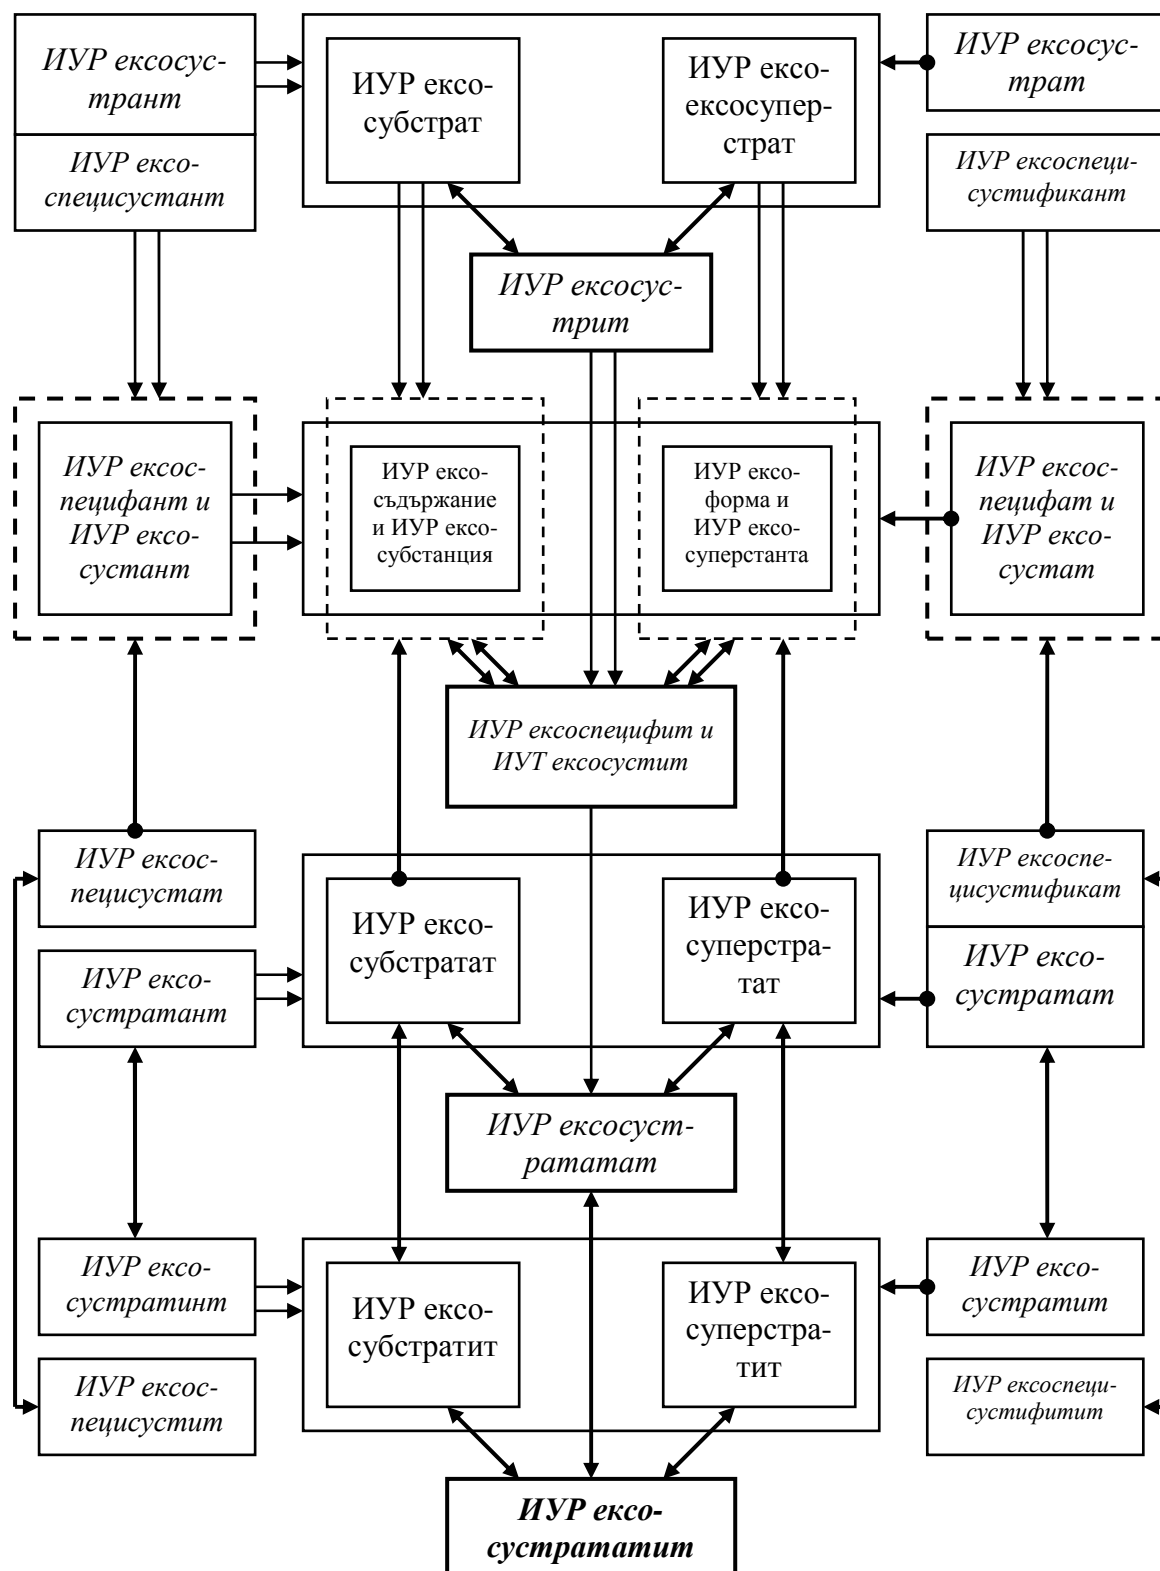 ИУР ексосус-
трант
ИУР ексо-
субстрат
ИУР ексо-
ексосупер-
страт
ИУР ексосус-
трат
ИУР ексо-
специсустант
ИУР ексоспеци-
сустификант
ИУР ексосус-
трит
ИУР ексос-
пецифант и
ИУР ексо-
сустант
ИУР ексо-
съдържание
и ИУР ексо-
субстанция
ИУР ексо-
форма и
ИУР ексо-
суперстанта
ИУР ексос-
пецифат и
ИУР ексо-
сустат
ИУР ексоспецифит и
ИУТ ексосустит
ИУР ексос-
пецисустат
ИУР ексо-
субстратат
ИУР ексо-
суперстра-
тат
ИУР ексоспе-
цисустификат
ИУР ексо-
сустратант
ИУР ексо-
сустратат
ИУР ексосуст-
рататат
ИУР ексо-
сустратинт
ИУР ексо-
субстратит
ИУР ексо-
суперстра-
тит
ИУР ексо-
сустратит
ИУР ексос-
пецисустит
ИУР ексоспеци-
сустифитит
ИУР ексо-
сустрататит